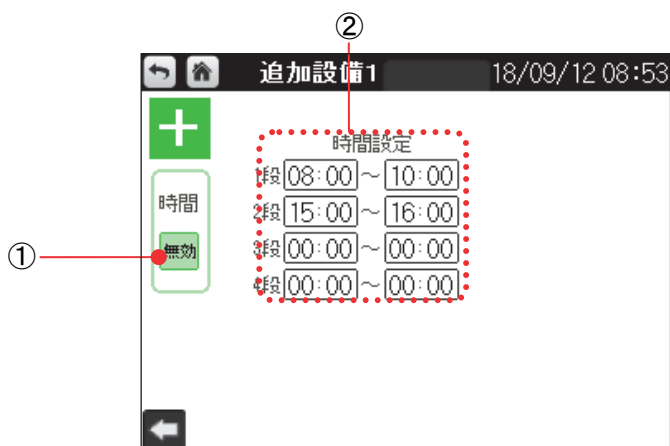 ②
追加設備1 18/09/12 08:53
時間設定
1段 08:00 ～ 10:00
時間
2段 15:00 ～ 16:00
①
無効
3段 00:00 ～ 00:00
4段 00:00 ～ 00:00